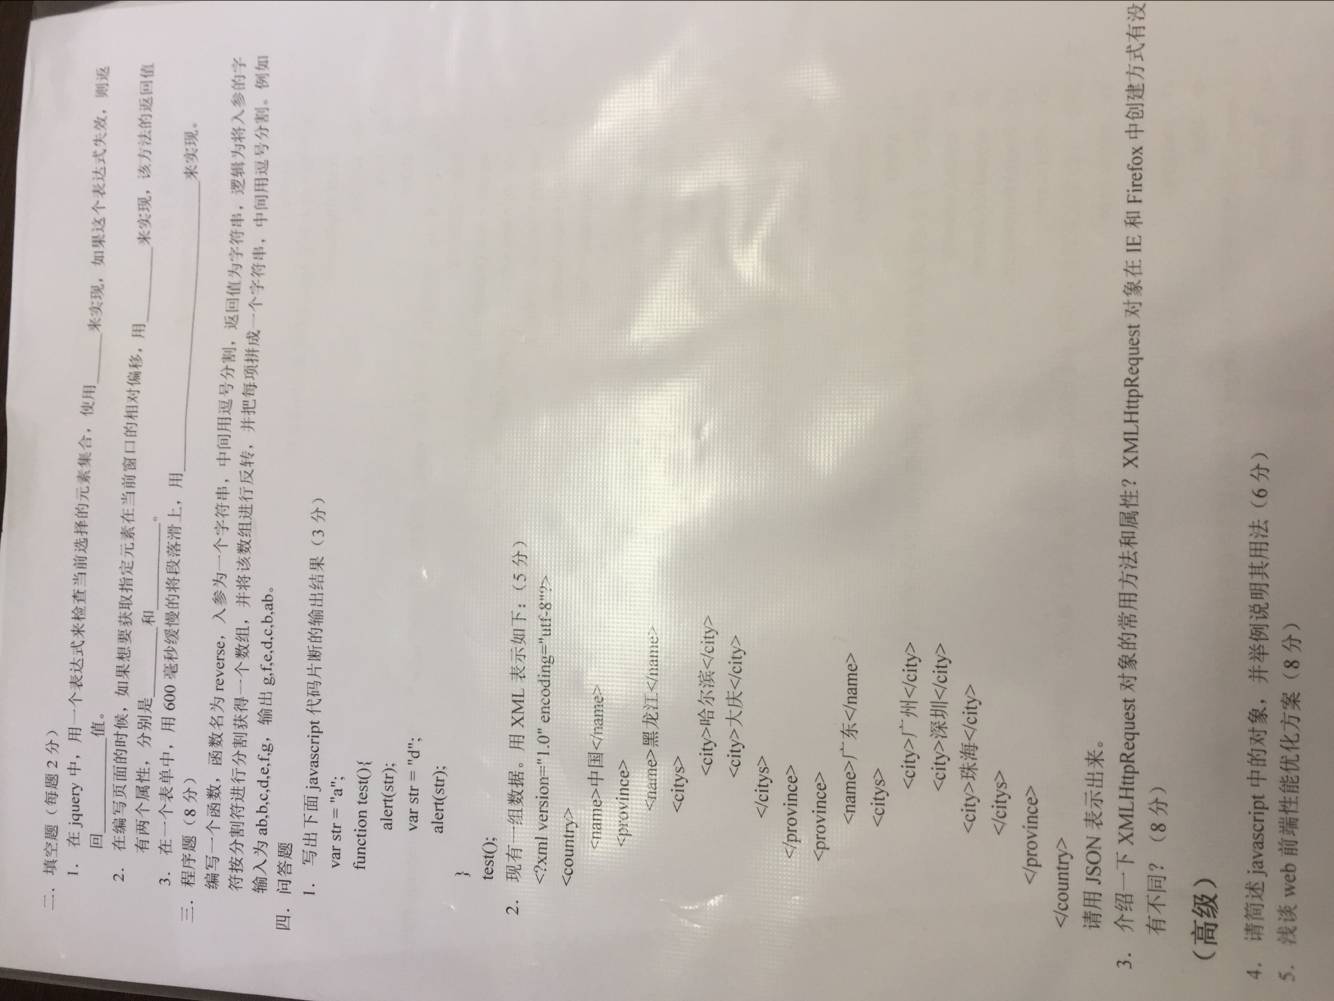 二．填空题（每题 2 分）
1. 在 jquery 中，用一个表达式来检查当前选择的元素集合，使用______来实现，如果这个表达式失效，则返
回____________值。
2. 在编写页面的时候，如果想要获取指定元素在当前窗口的相对偏移，用__________来实现，该方法的返回值
有两个属性，分别是_________和___________。
3. 在一个表单中，用 600 毫秒缓慢的将段落滑上，用______________________________________来实现。
三．程序题（8 分）
编写一个函数，函数名为 reverse，入参为一个字符串，中间用逗号分割，返回值为字符串，逻辑为将入参的字
符按分割符进行分割获得一个数组，并将该数组进行反转，并把每项拼成一个字符串，中间用逗号分割。例如
输入为 ab,b,c,d,e,f,g，输出 g,f,e,d,c,b,ab。
四．问答题
1. 写出下面 javascript 代码片断的输出结果（3 分）
var str = "a";
function test(){
alert(str);
var str = "d";
alert(str);
}
test();
2. 现有一组数据。用 XML 表示如下：（5 分）
<?xml version="1.0" encoding="utf-8"?>
<country>
<name>中国</name>
<province>
<name>黑龙江</name>
<citys>
<city>哈尔滨</city>
<city>大庆</city>
</citys>
</province>
<province>
<name>广东</name>
<citys>
<city>广州</city>
<city>深圳</city>
<city>珠海</city>
</citys>
</province>
</country>
请用 JSON 表示出来。
3. 介绍一下 XMLHttpRequest 对象的常用方法和属性？XMLHttpRequest 对象在 IE 和 Firefox 中创建方式有没
有不同？（8 分）
（高级）
4. 请简述 javascript 中的对象，并举例说明其用法（6 分）
5. 浅谈 web 前端性能优化方案（8 分）